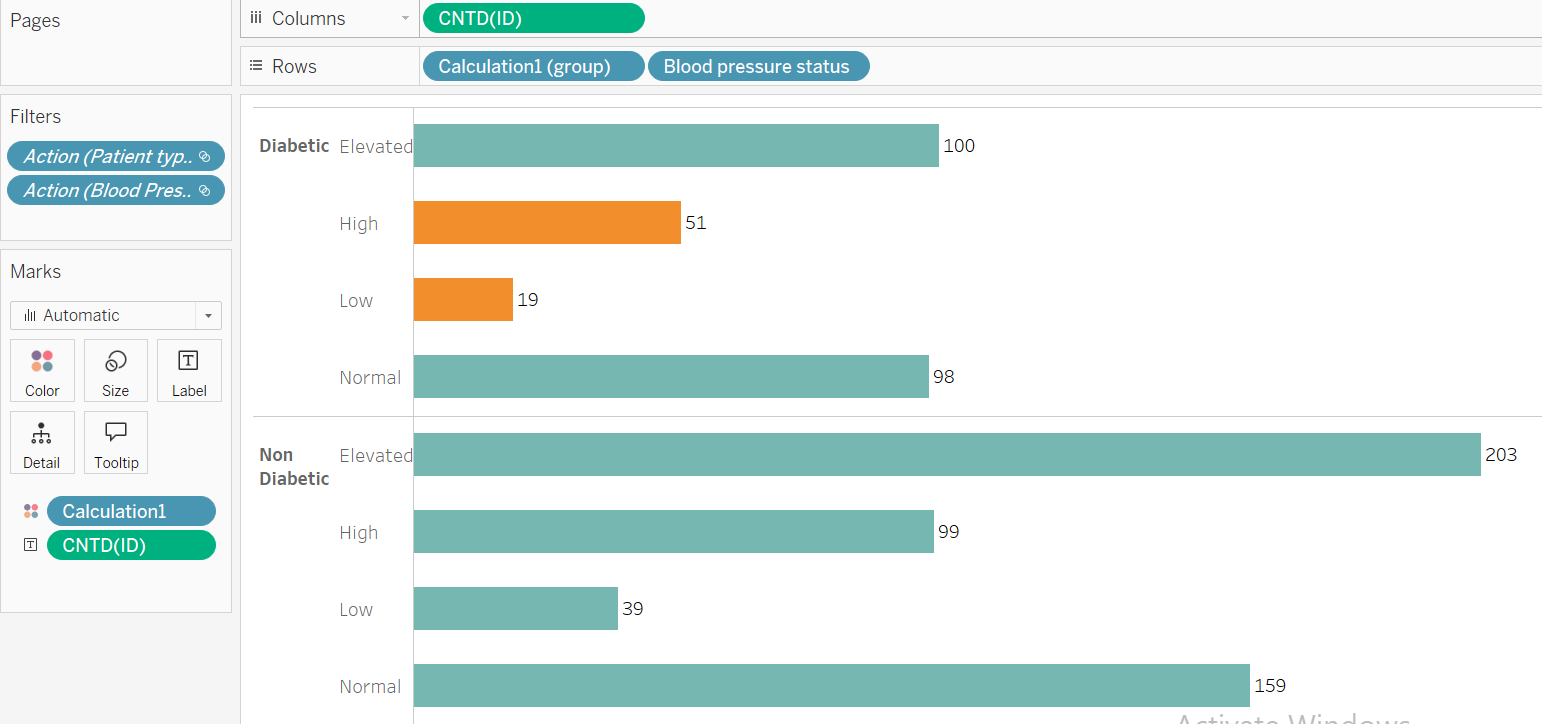 Pages
Columns
CNTD(ID)
Rows
Calculation1 (group)
Blood pressure status
Filters
Action (Patient typ..
Action (Blood Pres..
Marks
Automatic
Color
Size
Label
Detail
Tooltip
Calculation1
CNTD(ID)
Diabetic
Elevated
100
High
51
Low
19
Normal
98
Non
Diabetic
Elevated
203
High
99
Low
39
Normal
159
Activate Windows